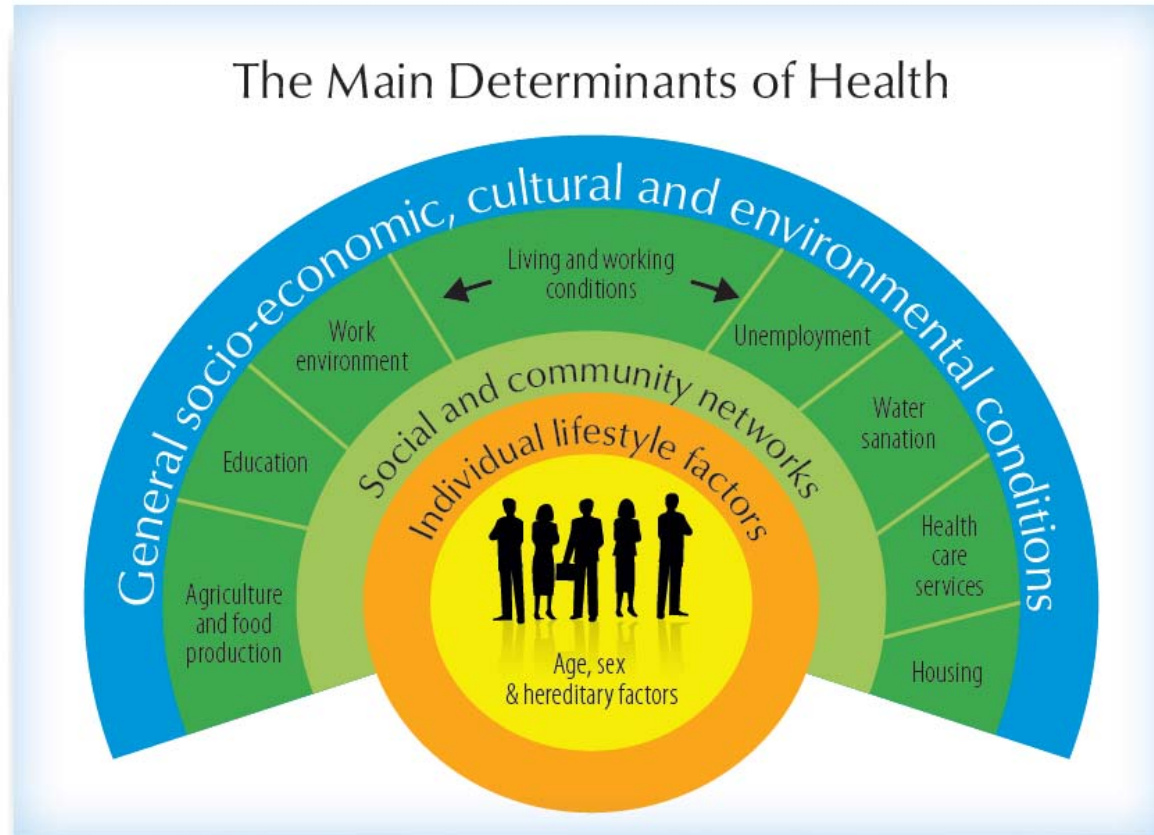 The Main Determinants of Health
General socio-economic, cultural and environmental conditions
Living and working
conditions
Work
environment
Unemployment
Education
Water
sanation
Agriculture
and food
production
Health
care
services
Housing
Social and community networks
Individual lifestyle factors
Age, sex
& hereditary factors